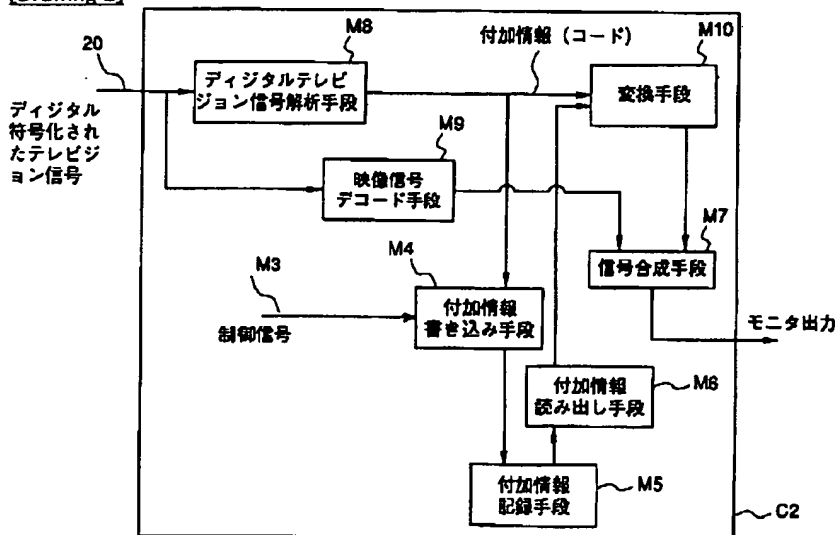 M8
付加情報（コード）
M10
20
ディジタルテレビ
ジョン信号解析手段
変換手段
ディジタル
符号化され
たテレビジ
ョン信号
M9
映像信号
デコード手段
M7
M4
信号合成手段
M3
付加情報
書き込み手段
制御信号
モニタ出力
付加情報
読み出し手段
M6
付加情報
記録手段
M5
C2